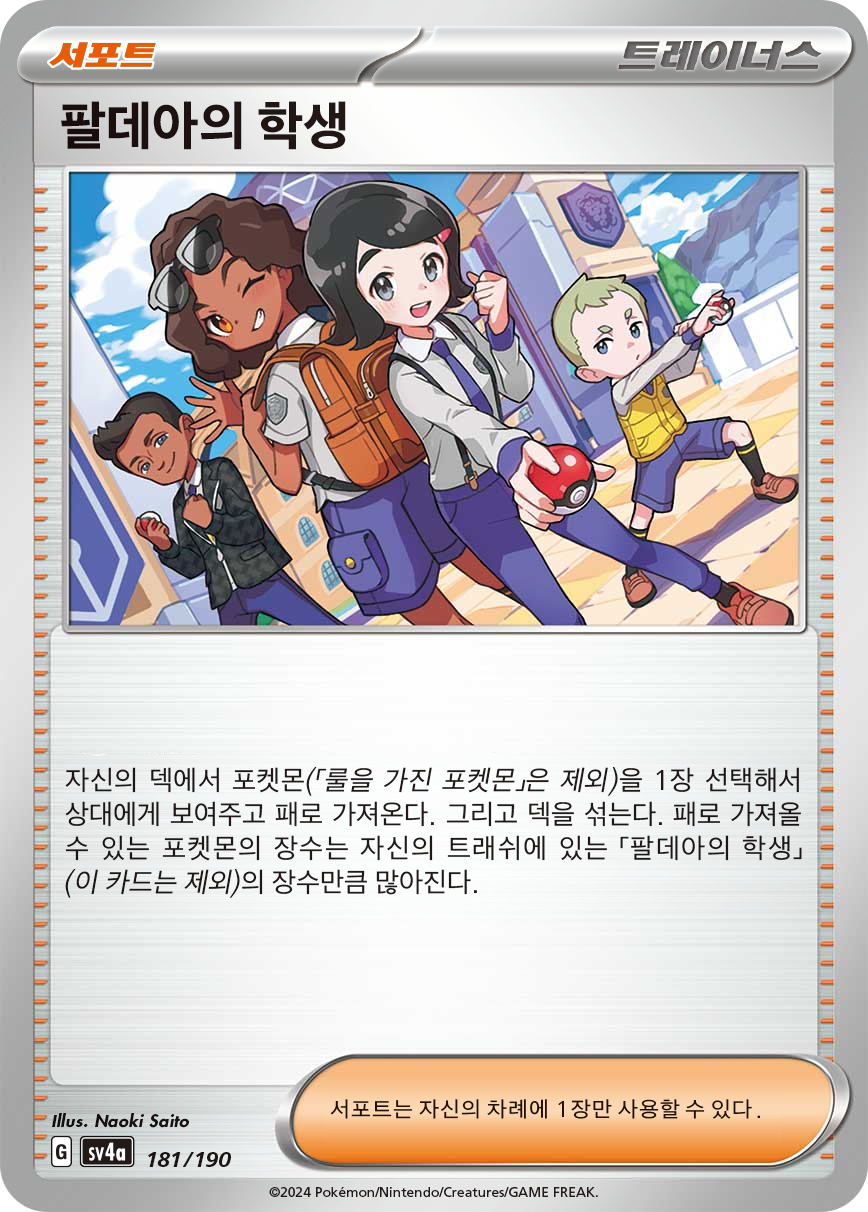 서포트
트레이너스
팔데아의 학생
자신의 덱에서 포켓몬(「룰을 가진 포켓몬」은 제외)을 1장 선택해서
상대에게 보여주고 패로 가져온다. 그리고 덱을 섞는다. 패로 가져올
수 있는 포켓몬의 장수는 자신의 트래쉬에 있는 「팔데아의 학생」
(이 카드는 제외)의 장수만큼 많아진다.
서포트는 자신의 차례에 1장만 사용할 수 있다.
Illus. Naoki Saito
G sv4a 181/190
©2024 Pokémon/Nintendo/Creatures/GAME FREAK.